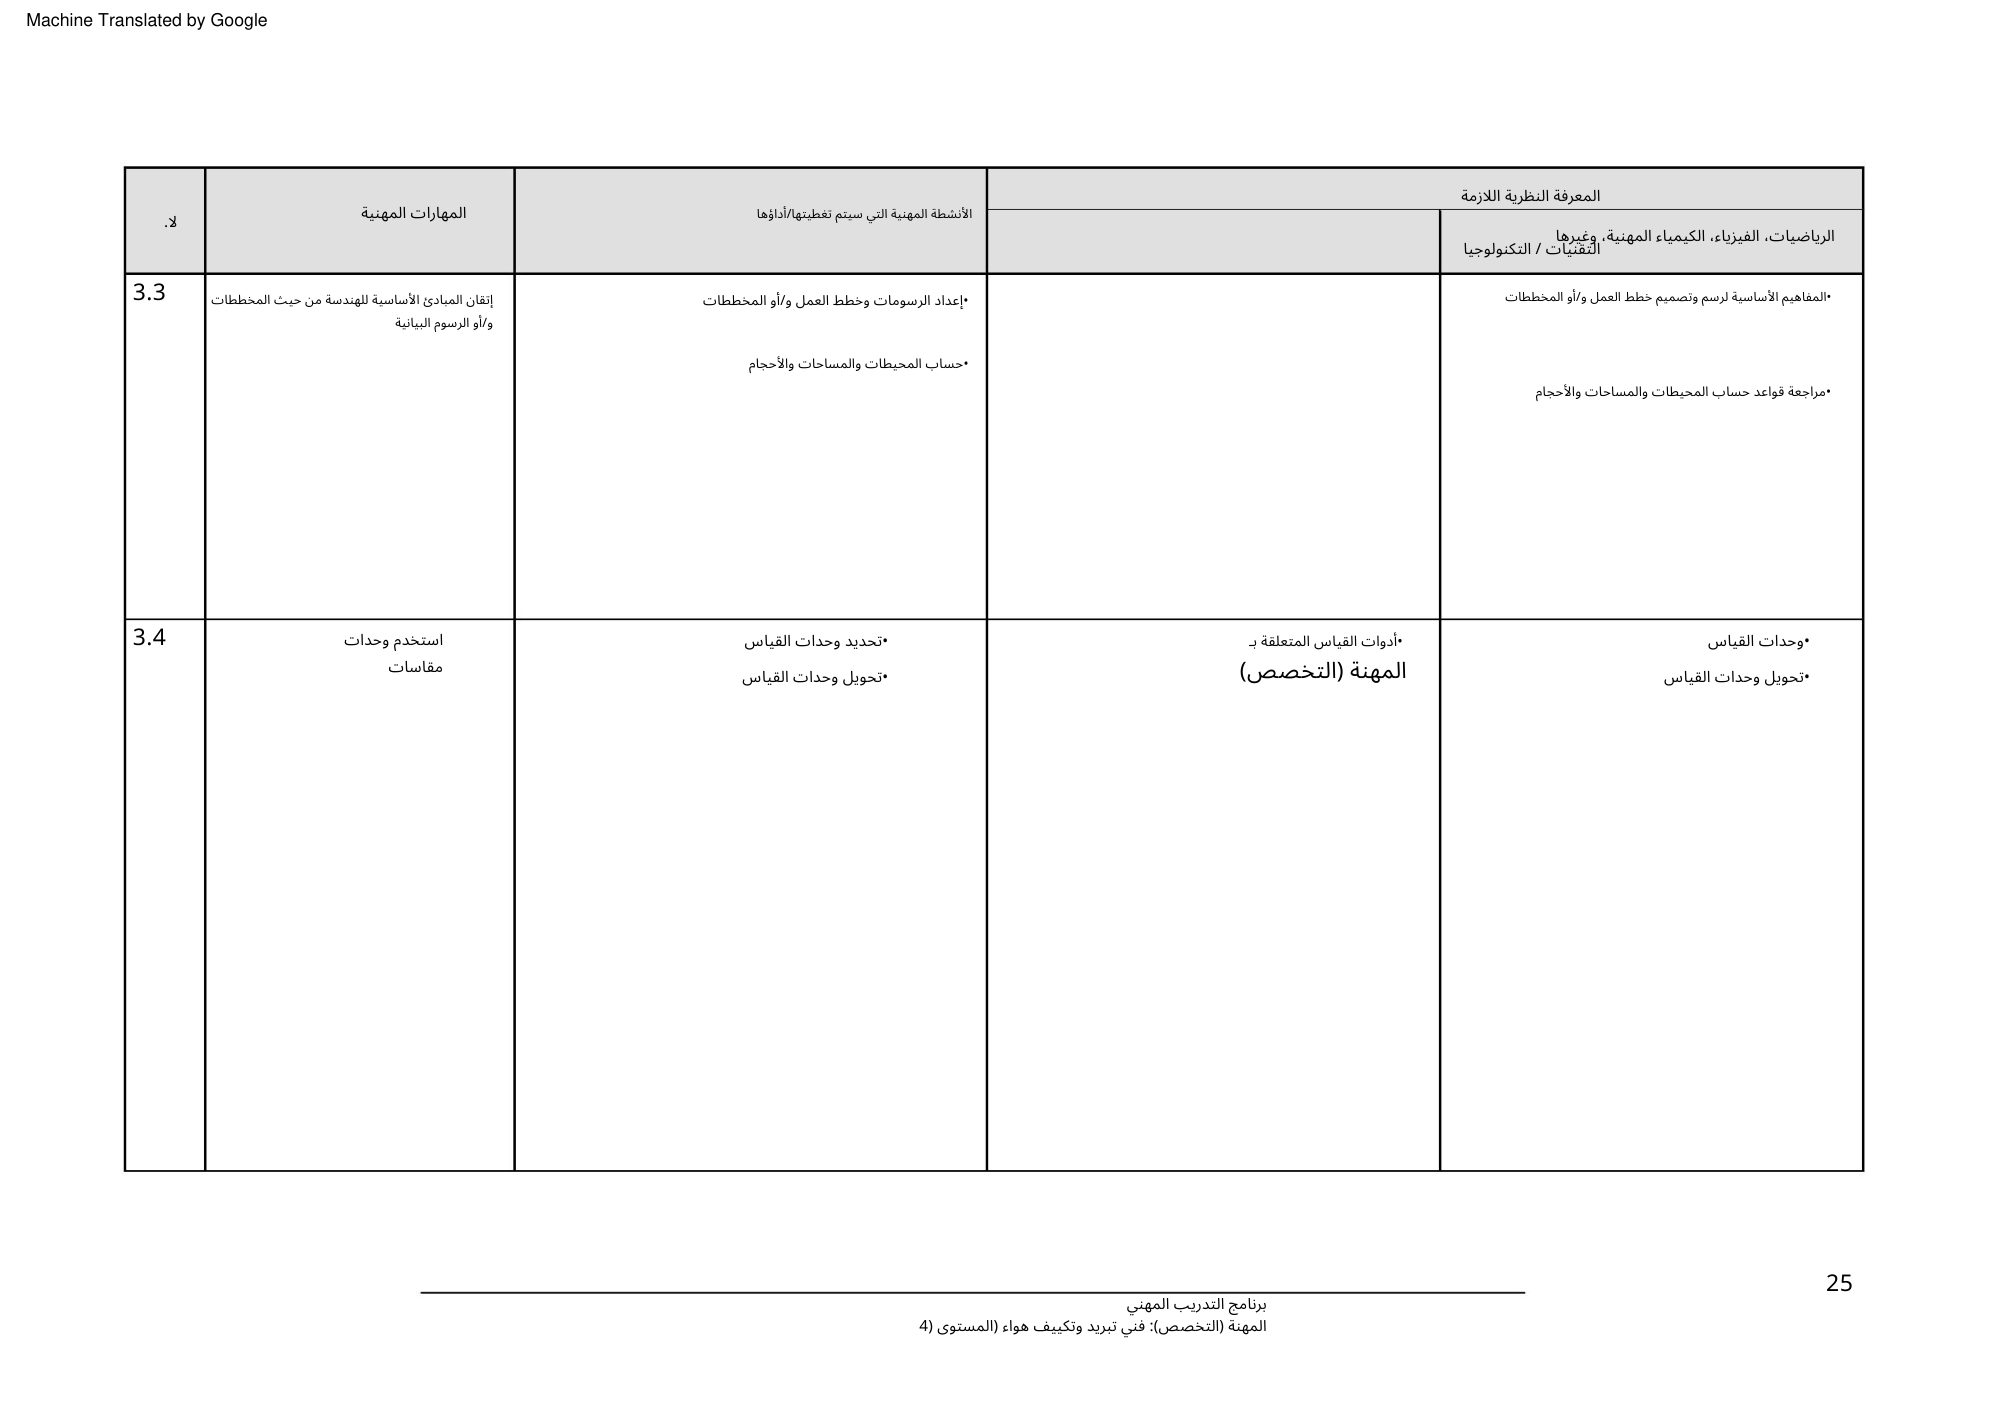 Machine Translated by Google
لا.
المهارات المهنية
الأنشطة المهنية التي سيتم تغطيتها/أداؤها
المعرفة النظرية اللازمة
التقنيات / التكنولوجيا
الرياضيات، الفيزياء، الكيمياء المهنية، وغيرها
3.3
إتقان المبادئ الأساسية للهندسة من حيث المخططات
و/أو الرسوم البيانية
•إعداد الرسومات وخطط العمل و/أو المخططات
•حساب المحيطات والمساحات والأحجام
•المفاهيم الأساسية لرسم وتصميم خطط العمل و/أو المخططات
•مراجعة قواعد حساب المحيطات والمساحات والأحجام
3.4
استخدم وحدات
مقاسات
•تحديد وحدات القياس
•تحويل وحدات القياس
•أدوات القياس المتعلقة بـ
المهنة (التخصص)
•وحدات القياس
•تحويل وحدات القياس
25
برنامج التدريب المهني
المهنة (التخصص): فني تبريد وتكييف هواء (المستوى 4)